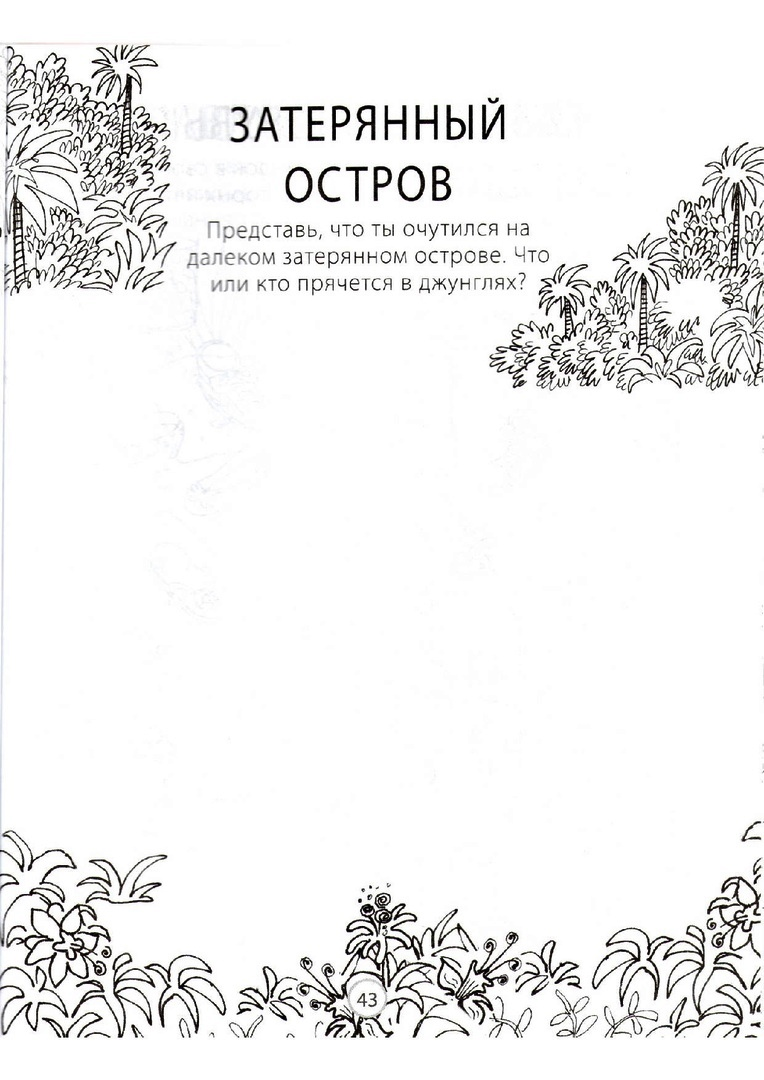 ЗАТЕРЯННЫЙ
ОСТРОВ
Представь, что ты очутился на
далеком затерянном острове. Что
или кто прячется в джунглях?
43